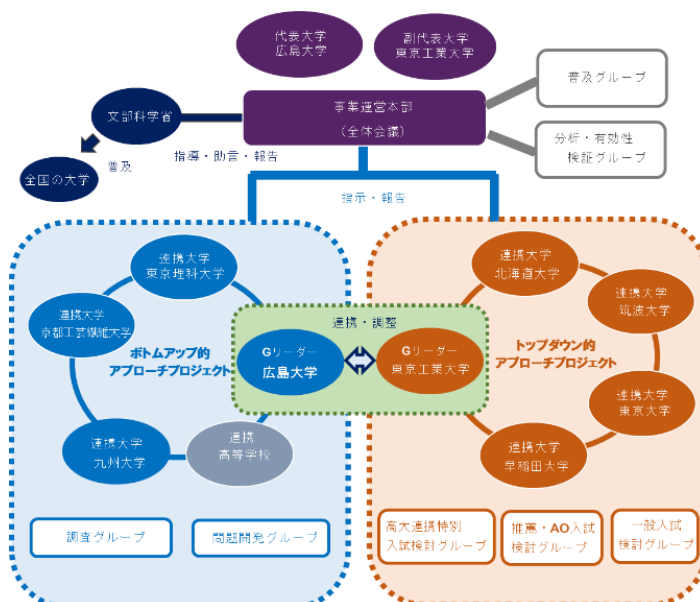 代表大学
広島大学
副代表大学
東京工業大学
普及グループ
文部科学省
事業運営本部
(全体会議)
分析・有効性
検証グループ
指導・助言・報告
普及
全国の大学
指示・報告
連携大学
東京理科大学
連携大学
北海道大学
連携大学
筑波大学
連携大学
京都工芸繊維大学
連携・調整
ボトムアップ的
アプローチプロジェクト
Gリーダー
広島大学
Gリーダー
東京工業大学
トップダウン的
アプローチプロジェクト
連携大学
東京大学
連携大学
九州大学
連携
高等学校
連携大学
早稲田大学
調査グループ
問題開発グループ
高大連携特別
入試検討グループ
推薦・AO入試
検討グループ
一般入試
検討グループ